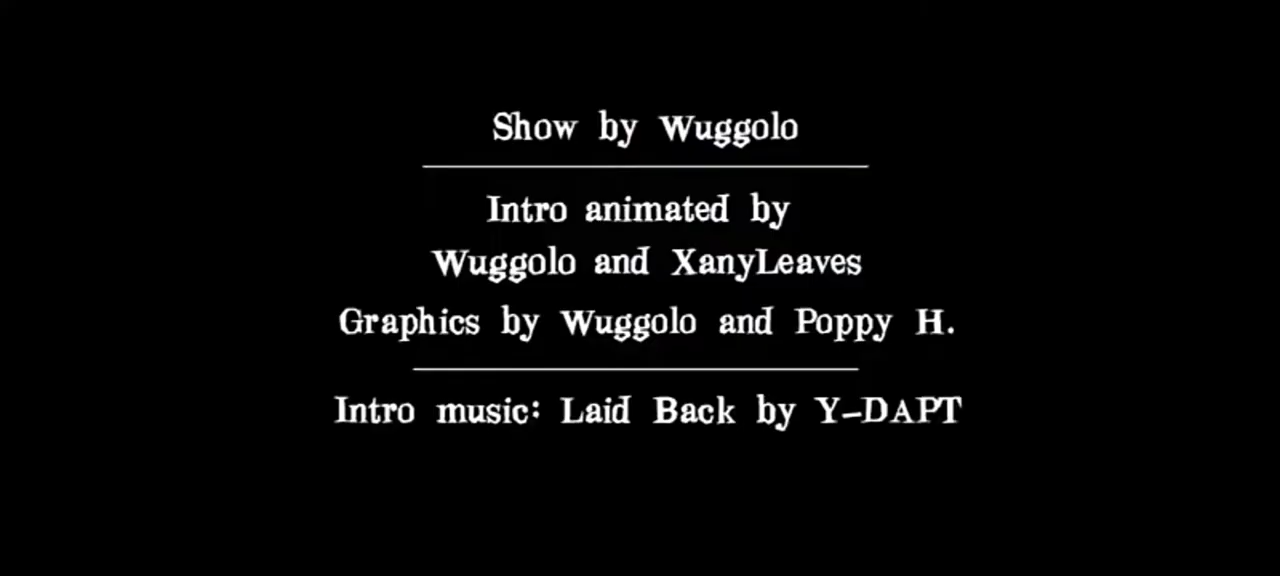 Show by Wuggolo
Intro animated by
Wuggolo and XanyLeaves
Graphics by Wuggolo and Poppy H.
Intro music: Laid Back by Y-DAPT